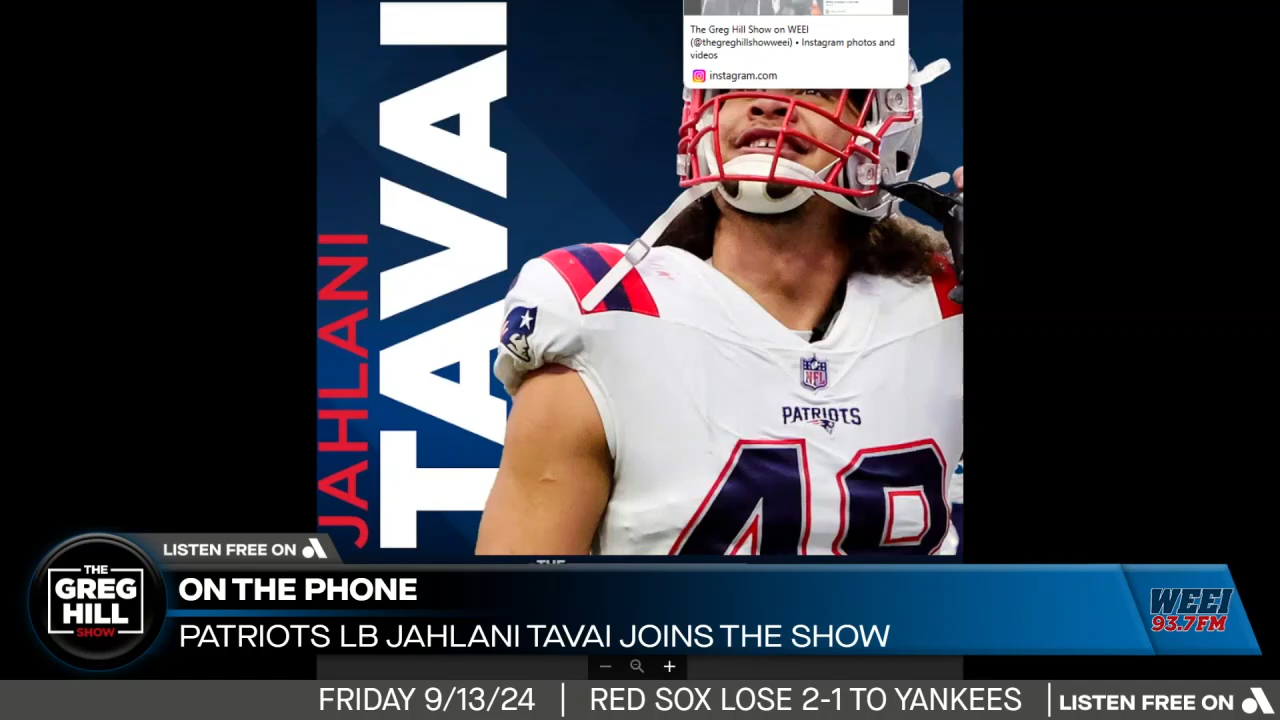 The Greg Hill Show on WEEI
(@thegreghillshowweei) • Instagram photos and
videos
instagram.com
JAHLANI
TAVAI
NFL
PATRIOTS
48
THE
LISTEN FREE ON
THE
GREG
HILL
SHOW
ON THE PHONE
PATRIOTS LB JAHLANI TAVAI JOINS THE SHOW
WEEI
93.7FM
FRIDAY 9/13/24 | RED SOX LOSE 2-1 TO YANKEES | LISTEN FREE ON